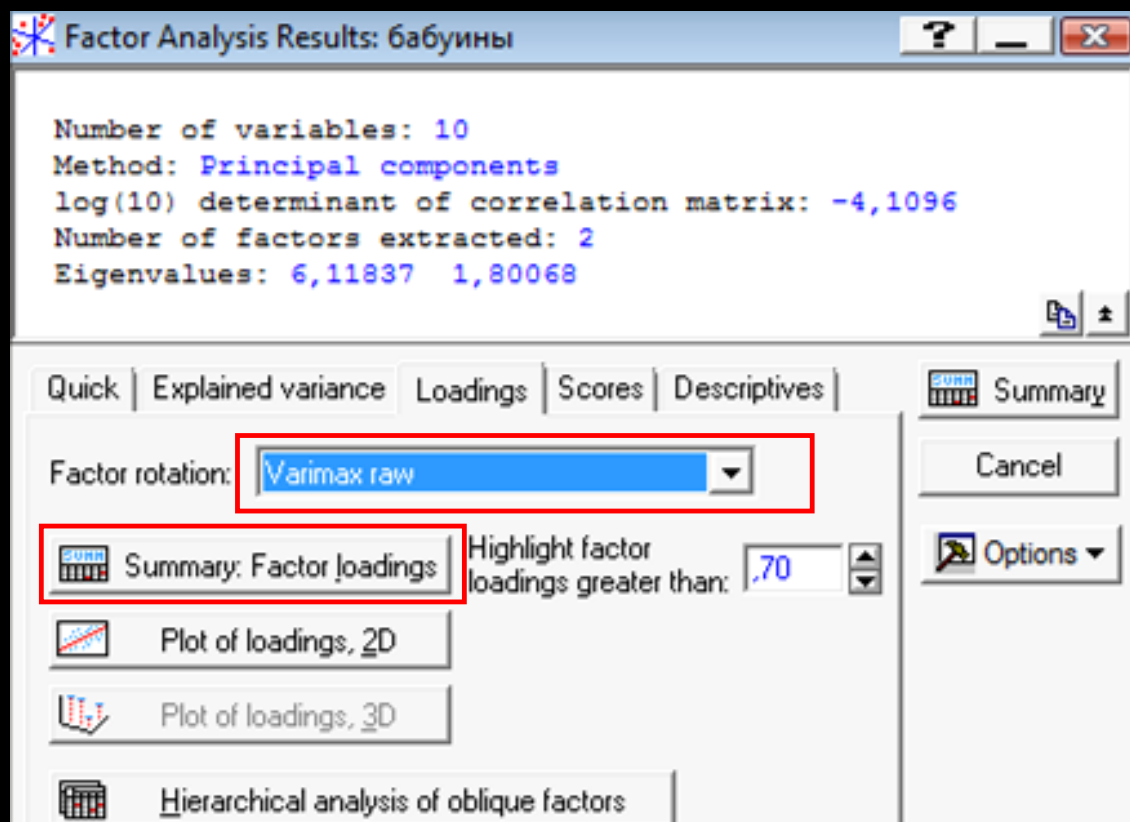 Factor Analysis Results: бабуины
Number of variables: 10
Method: Principal components
log(10) determinant of correlation matrix: -4,1096
Number of factors extracted: 2
Eigenvalues: 6,11837 1,80068
Quick Explained variance Loadings Scores Descriptives
Summary
Factor rotation: Varimax raw
Cancel
Summary: Factor loadings
Highlight factor
loadings greater than: ,70
Options
Plot of loadings, 2D
Plot of loadings, 3D
Hierarchical analysis of oblique factors